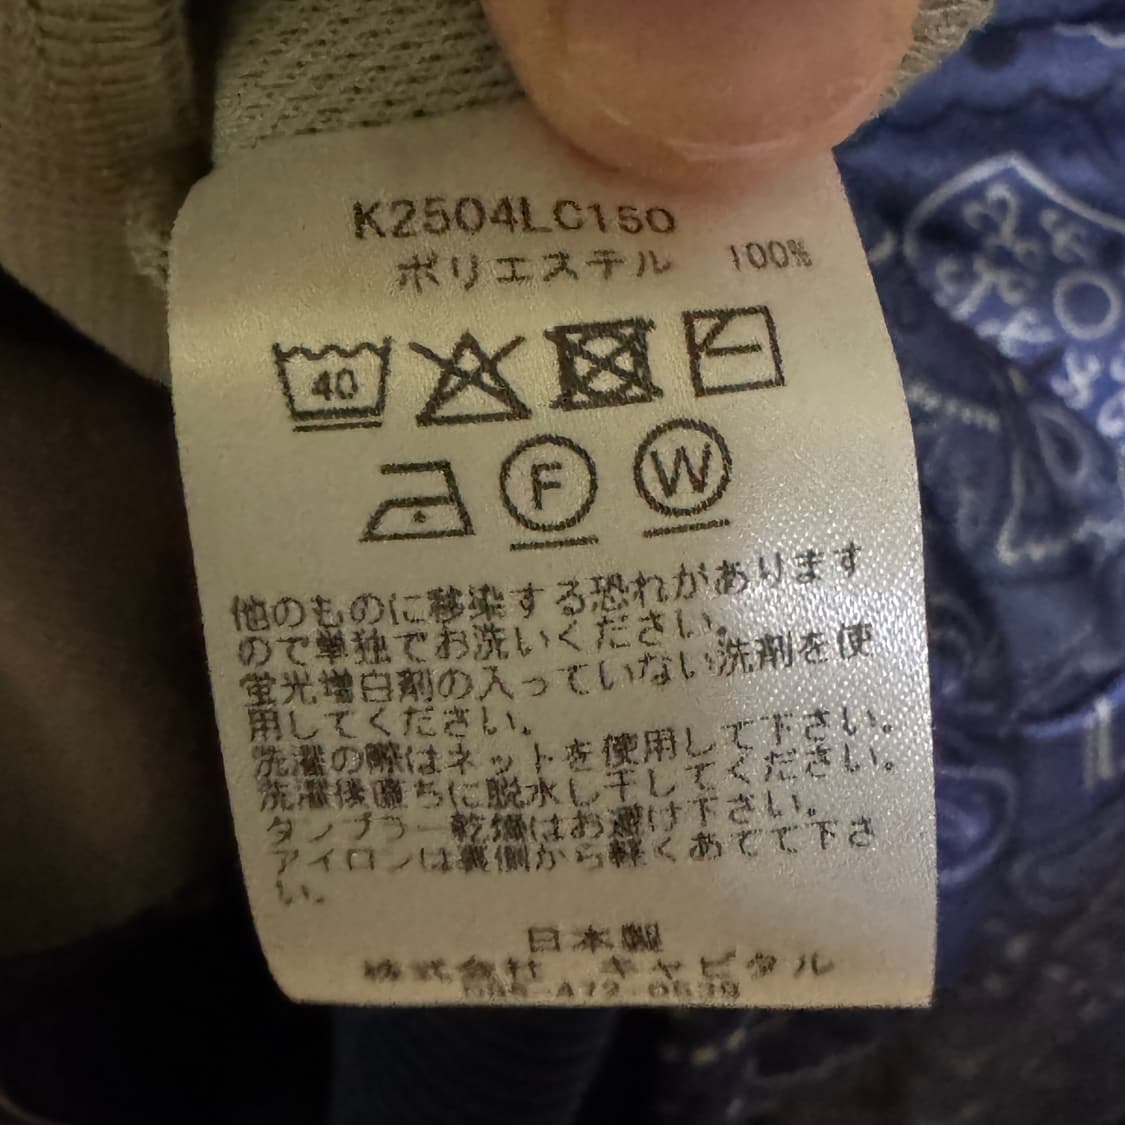 K2504LC150
ポリエステル 100%
40
F W
他のものに移染する恐れがあります
ので単独でお洗いください。
蛍光増白剤の入っていない洗剤を使
用してください。
洗濯の際はネットを使用して下さい。
洗濯後直ちに脱水し干してください。
タンブラー乾燥はお避け下さい。
アイロンは裏側から軽くあてて下さ
い。
日本製
株式会社 キャピタル